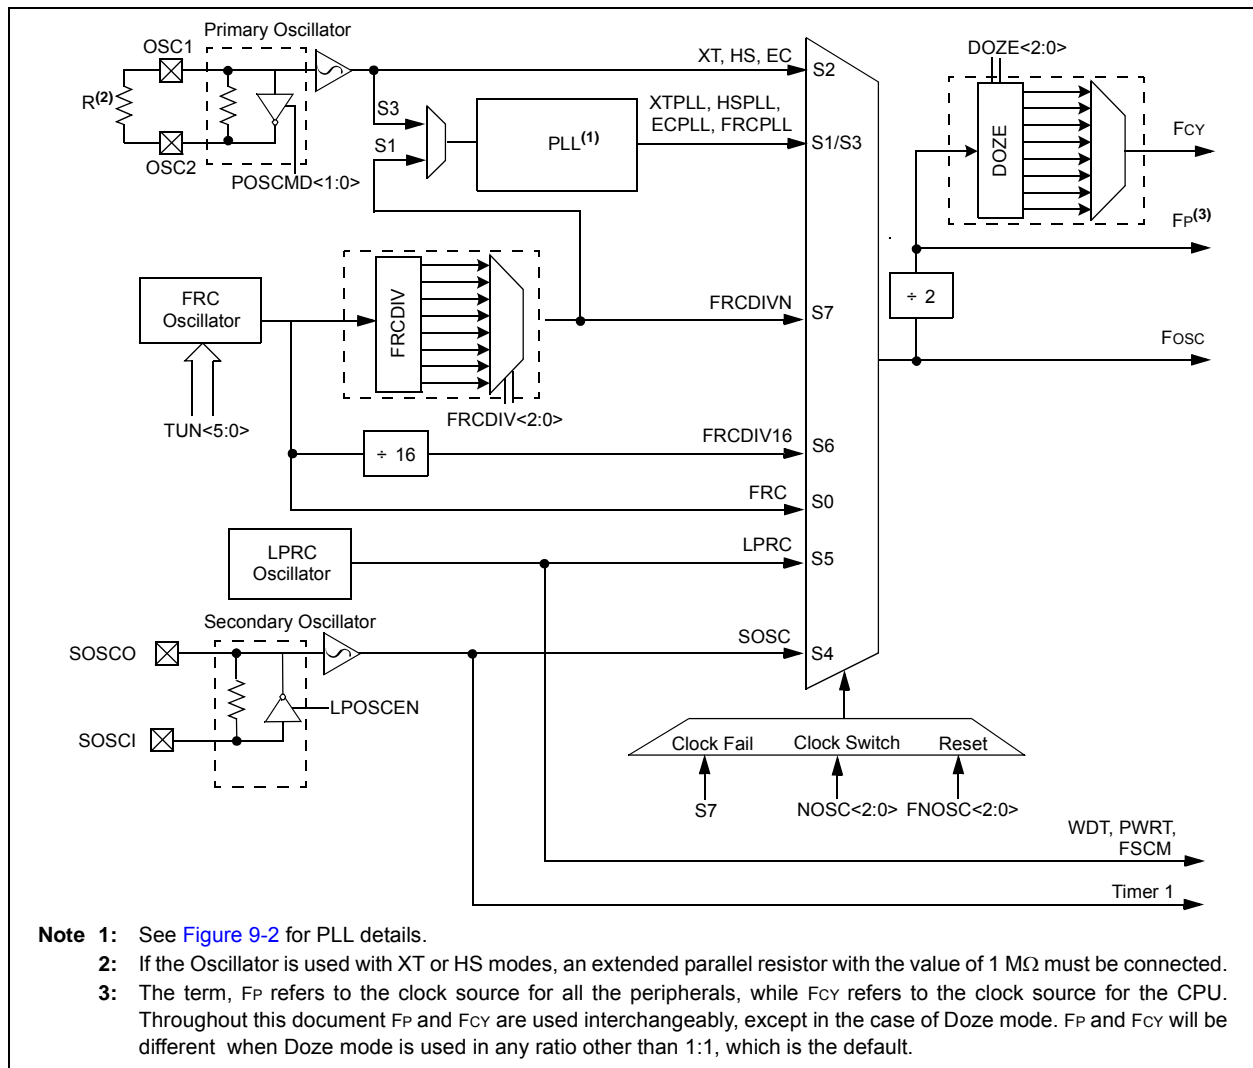 Primary Oscillator
OSC1
R(2)
OSC2
POSCMD<1:0>
S3
S1
PLL(1)
XT, HS, EC
XTPLL, HSPLL,
ECPLL, FRCPLL
S2
S1/S3
DOZE<2:0>
DOZE
FCY
FP(3)
÷ 2
FOSC
FRC
Oscillator
TUN<5:0>
FRCDIV
FRCDIV<2:0>
FRCDIVN
S7
÷ 16
FRCDIV16
S6
FRC
S0
LPRC
Oscillator
LPRC
S5
Secondary Oscillator
SOSCO
SOSCI
LPOSCEN
SOSC
S4
Clock Fail
Clock Switch
Reset
S7
NOSC<2:0>
FNOSC<2:0>
WDT, PWRT,
FSCM
Timer 1
Note 1: See Figure 9-2 for PLL details.
2: If the Oscillator is used with XT or HS modes, an extended parallel resistor with the value of 1 MΩ must be connected.
3: The term, FP refers to the clock source for all the peripherals, while FCY refers to the clock source for the CPU.
Throughout this document FP and FCY are used interchangeably, except in the case of Doze mode. FP and FCY will be
different when Doze mode is used in any ratio other than 1:1, which is the default.